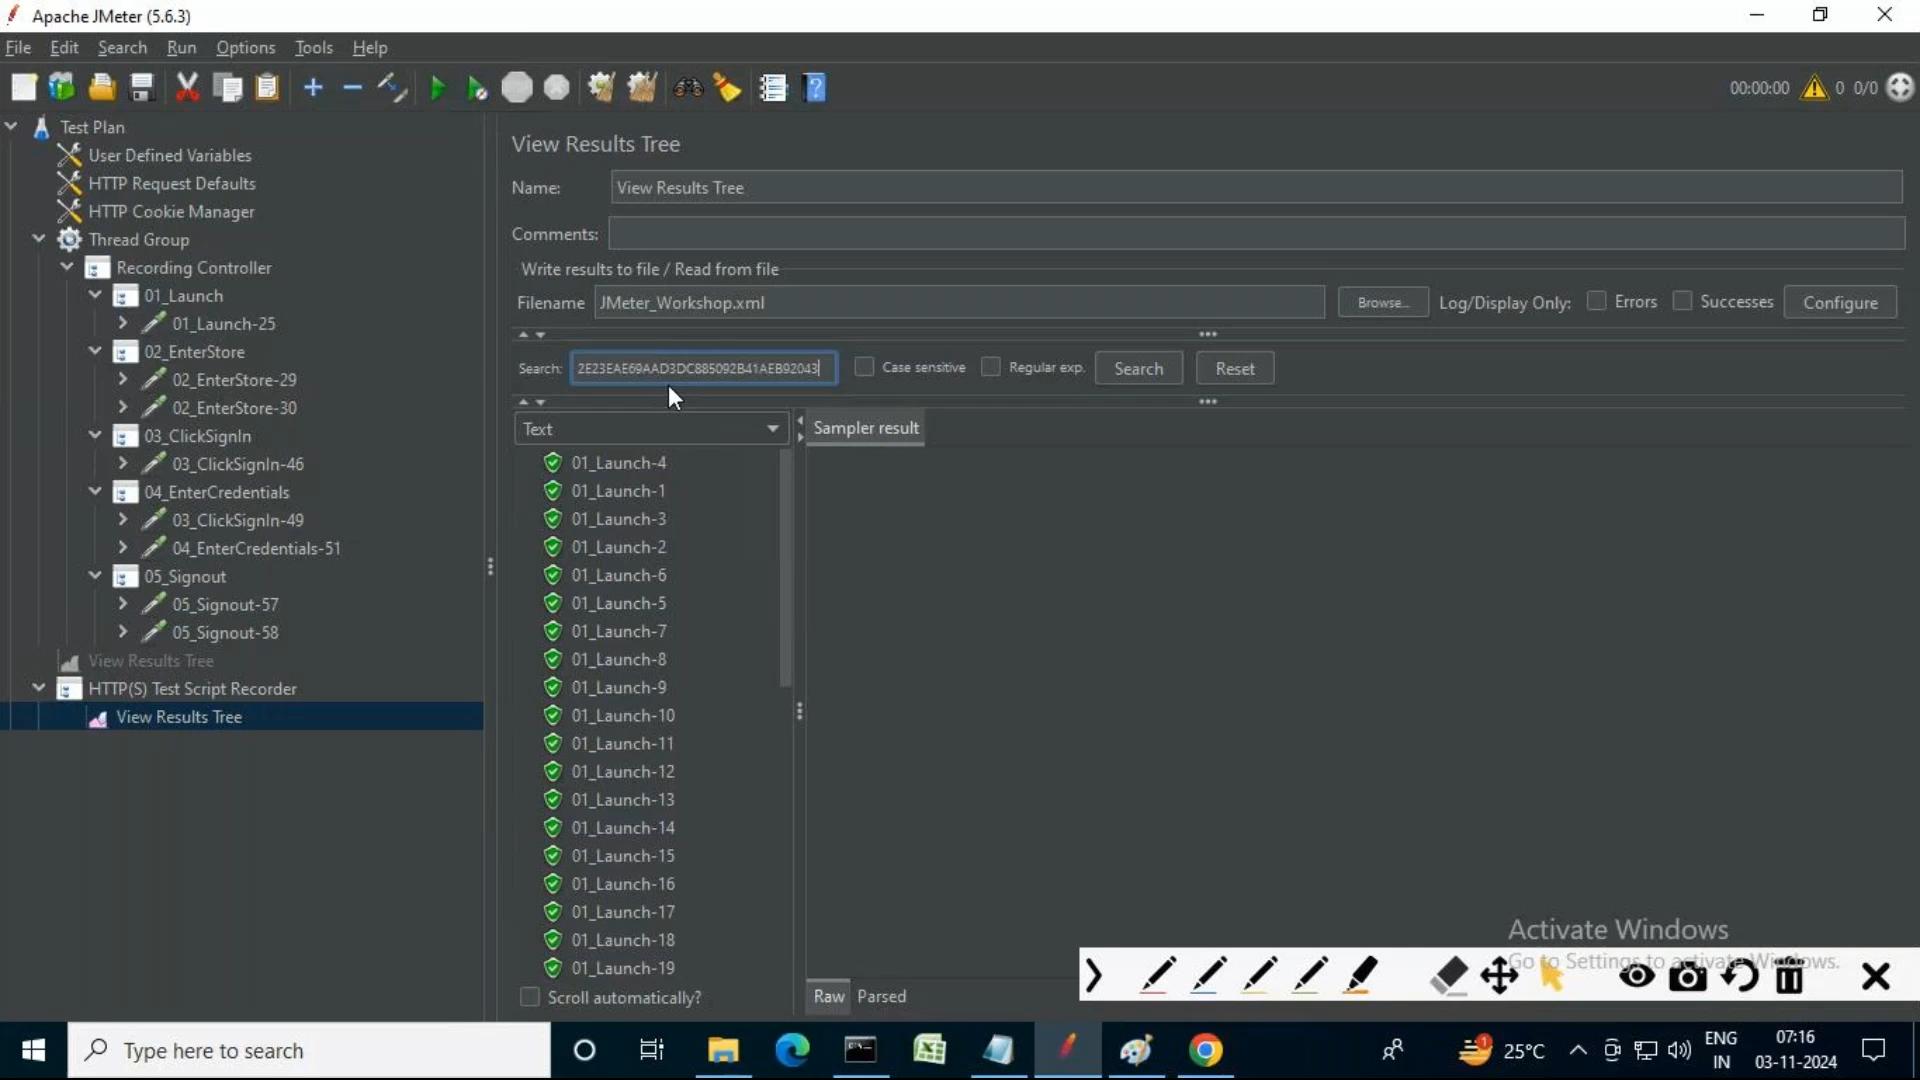 Apache JMeter (5.6.3)
File Edit Search Run Options Tools Help
00:00:00 0 0/0
Test Plan
User Defined Variables
HTTP Request Defaults
HTTP Cookie Manager
Thread Group
Recording Controller
01_Launch
01_Launch-25
02_EnterStore
02_EnterStore-29
02_EnterStore-30
03_ClickSignIn
03_ClickSignIn-46
04_EnterCredentials
03_ClickSignIn-49
04_EnterCredentials-51
05_Signout
05_Signout-57
05_Signout-58
View Results Tree
HTTP(S) Test Script Recorder
View Results Tree
View Results Tree
Name: View Results Tree
Comments:
Write results to file / Read from file
Filename JMeter_Workshop.xml Browse... Log/Display Only: Errors Successes Configure
Search: 2E23EAE69AAD3DC885092B41AEB92043 Case sensitive Regular exp. Search Reset
Text
Sampler result
01_Launch-4
01_Launch-1
01_Launch-3
01_Launch-2
01_Launch-6
01_Launch-5
01_Launch-7
01_Launch-8
01_Launch-9
01_Launch-10
01_Launch-11
01_Launch-12
01_Launch-13
01_Launch-14
01_Launch-15
01_Launch-16
01_Launch-17
01_Launch-18
01_Launch-19
Scroll automatically?
Raw Parsed
Activate Windows
Go to Settings to activate Windows.
Type here to search
1
25°C
ENG
IN
07:16
03-11-2024